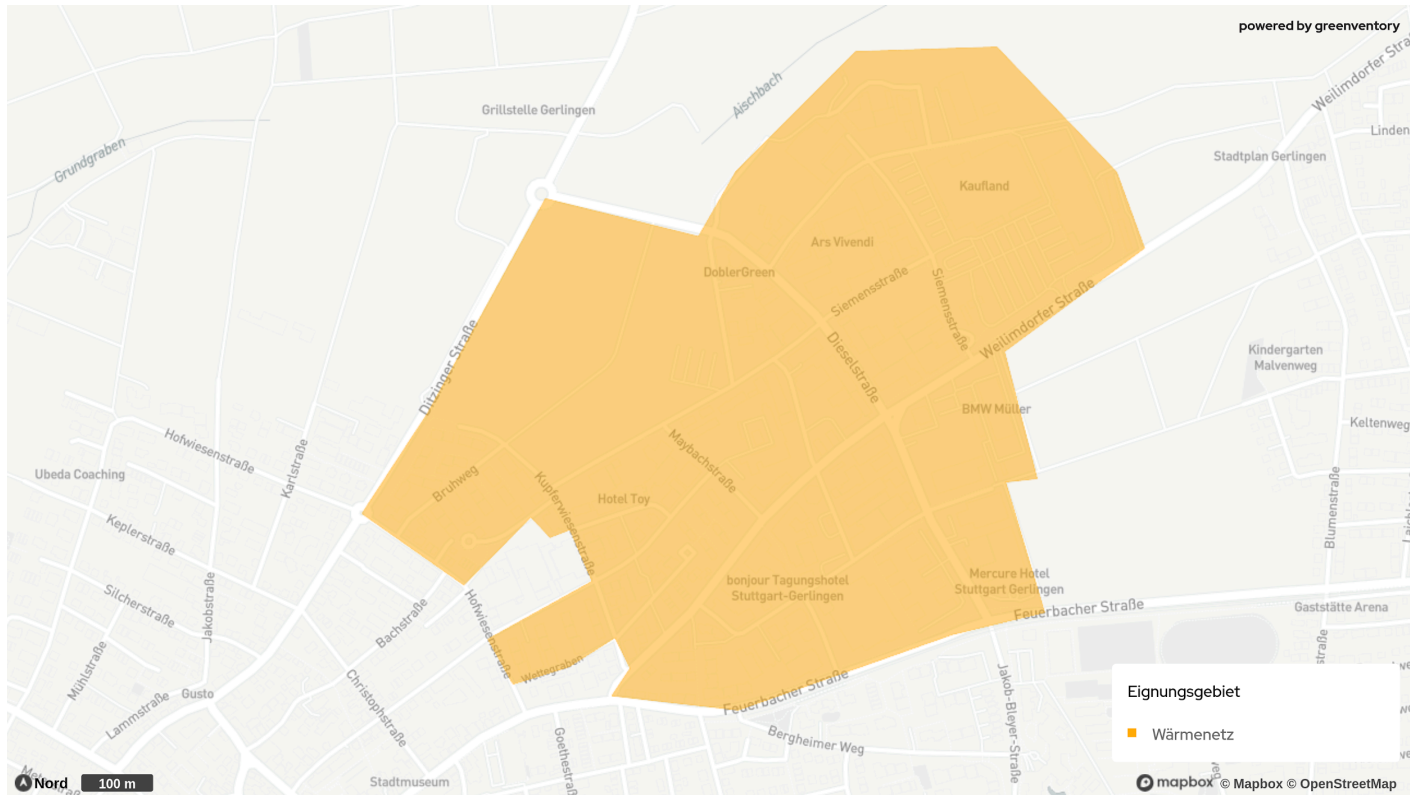 powered by greenventory
Weilimdorfer Straß
Aischbach
Grillstelle Gerlingen
Linden
Grundgraben
Stadtplan Gerlingen
Kaufland
Ars Vivendi
DoblerGreen
Siemensstraße
Siemensstraße
Weilimdorfer Straße
Ditzinger Straße
Dieselstraße
Kindergarten
Malvenweg
BMW Müller
Keltenweg
Hofwiesenstraße
Karlstraße
Maybachstraße
Ubeda Coaching
Bruhweg
Kupferwiesenstraße
Hotel Toy
Blumenstraße
Keplerstraße
bonjour Tagungshotel
Stuttgart-Gerlingen
Mercure Hotel
Stuttgart Gerlingen
Feuerbacher Straße
Gaststätte Arena
Silcherstraße
Jakobstraße
Bachstraße
Hofwiesenstraße
straße
Mühlstraße
Wettegraben
Christophstraße
Gusto
Lammstraße
Feuerbacher Straße
Jakob-Bleyer-Straße
Eignungsgebiet
Wärmenetz
Bergheimer Weg
Goethestraß
Stadtmuseum
Nord
100 m
mapbox
© Mapbox © OpenStreetMap